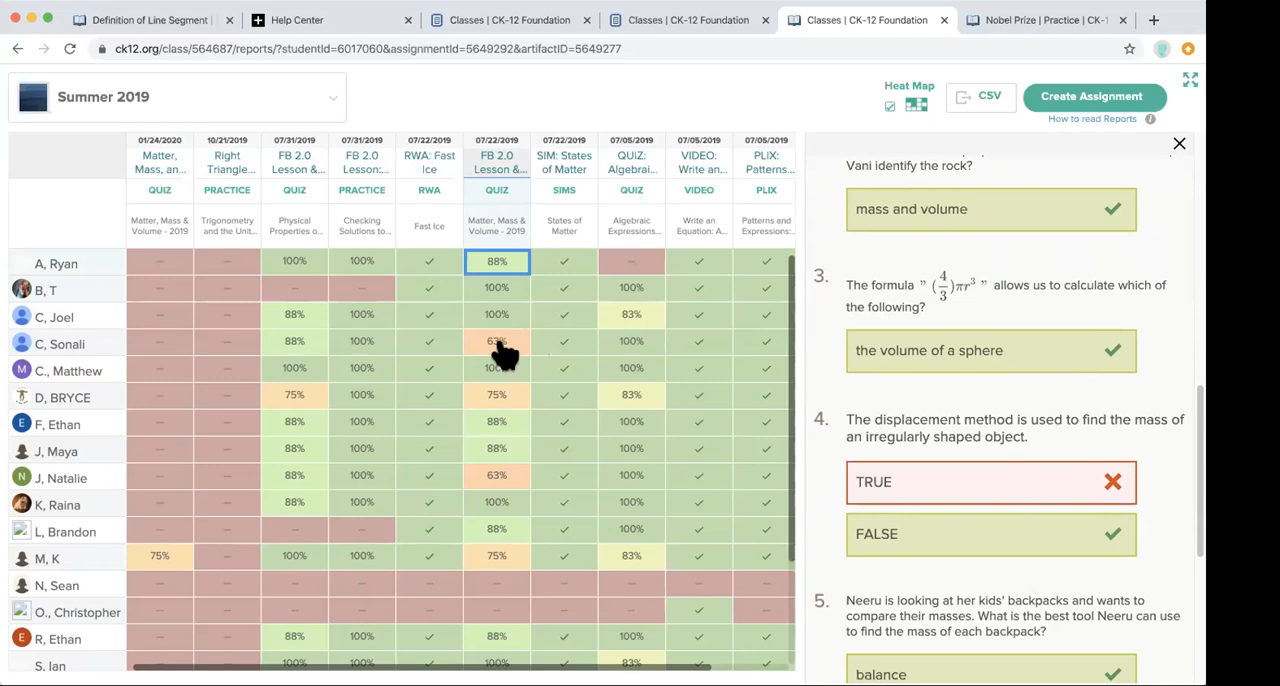 Definition of Line Segment
Help Center
Classes | CK-12 Foundation
Classes | CK-12 Foundation
Classes | CK-12 Foundation
Nobel Prize | Practice | CK-1
ck12.org/class/564687/reports/?studentId=6017060&assignmentId=5649292&artifactID=5649277
Summer 2019
Heat Map
CSV
Create Assignment
How to read Reports
01/24/2020 10/21/2019 07/31/2019 07/31/2019 07/22/2019 07/22/2019 07/22/2019 07/05/2019 07/05/2019 07/05/2019
Matter, Right FB 2.0 FB 2.0 RWA: Fast FB 2.0 SIM: States QUIZ: VIDEO: PLIX:
Mass, an... Triangle... Lesson &... Lesson:... Ice Lesson &... of Matter Algebrai... Write an... Patterns...
QUIZ PRACTICE QUIZ PRACTICE RWA QUIZ SIMS QUIZ VIDEO PLIX
Matter, Mass & Trigonometry Physical Checking Fast Ice Matter, Mass & States of Algebraic Write an Patterns and
Volume - 2019 and the Unit... Properties o... Solutions to... Volume - 2019 Matter Expressions... Equation: A... Expressions:...
A, Ryan — — 100% 100% ✓ 88% ✓ — ✓ ✓
B, T — — — — ✓ 100% ✓ 100% ✓ ✓
C, Joel — — 88% 100% ✓ 100% ✓ 83% ✓ ✓
C, Sonali — — 88% 100% ✓ 63% ✓ 100% ✓ ✓
C., Matthew — — 100% 100% ✓ ✓ 100% ✓ ✓
D, BRYCE — — 75% 100% ✓ 75% ✓ 83% ✓ ✓
F, Ethan — — 88% 100% ✓ 88% ✓ 100% ✓ ✓
J, Maya — — 88% 100% ✓ 88% ✓ 100% ✓ ✓
J, Natalie — — 88% 100% ✓ 63% ✓ 100% ✓ ✓
K, Raina — — 88% 100% ✓ 100% ✓ 100% ✓ ✓
L, Brandon — — — — ✓ 88% ✓ 100% ✓ ✓
M, K 75% — 100% 100% ✓ 75% ✓ 83% ✓ ✓
N, Sean — — — — — — — — — —
O., Christopher — — — — — — — — ✓ —
R, Ethan — — 88% 100% ✓ 88% ✓ 100% ✓ ✓
S, Ian — — 100% 100% ✓ 100% ✓ 83% ✓ ✓
Vani identify the rock?
mass and volume
3. The formula " (4/3)πr³ " allows us to calculate which of
the following?
the volume of a sphere
4. The displacement method is used to find the mass of
an irregularly shaped object.
TRUE
FALSE
5. Neeru is looking at her kids' backpacks and wants to
compare their masses. What is the best tool Neeru can use
to find the mass of each backpack?
balance